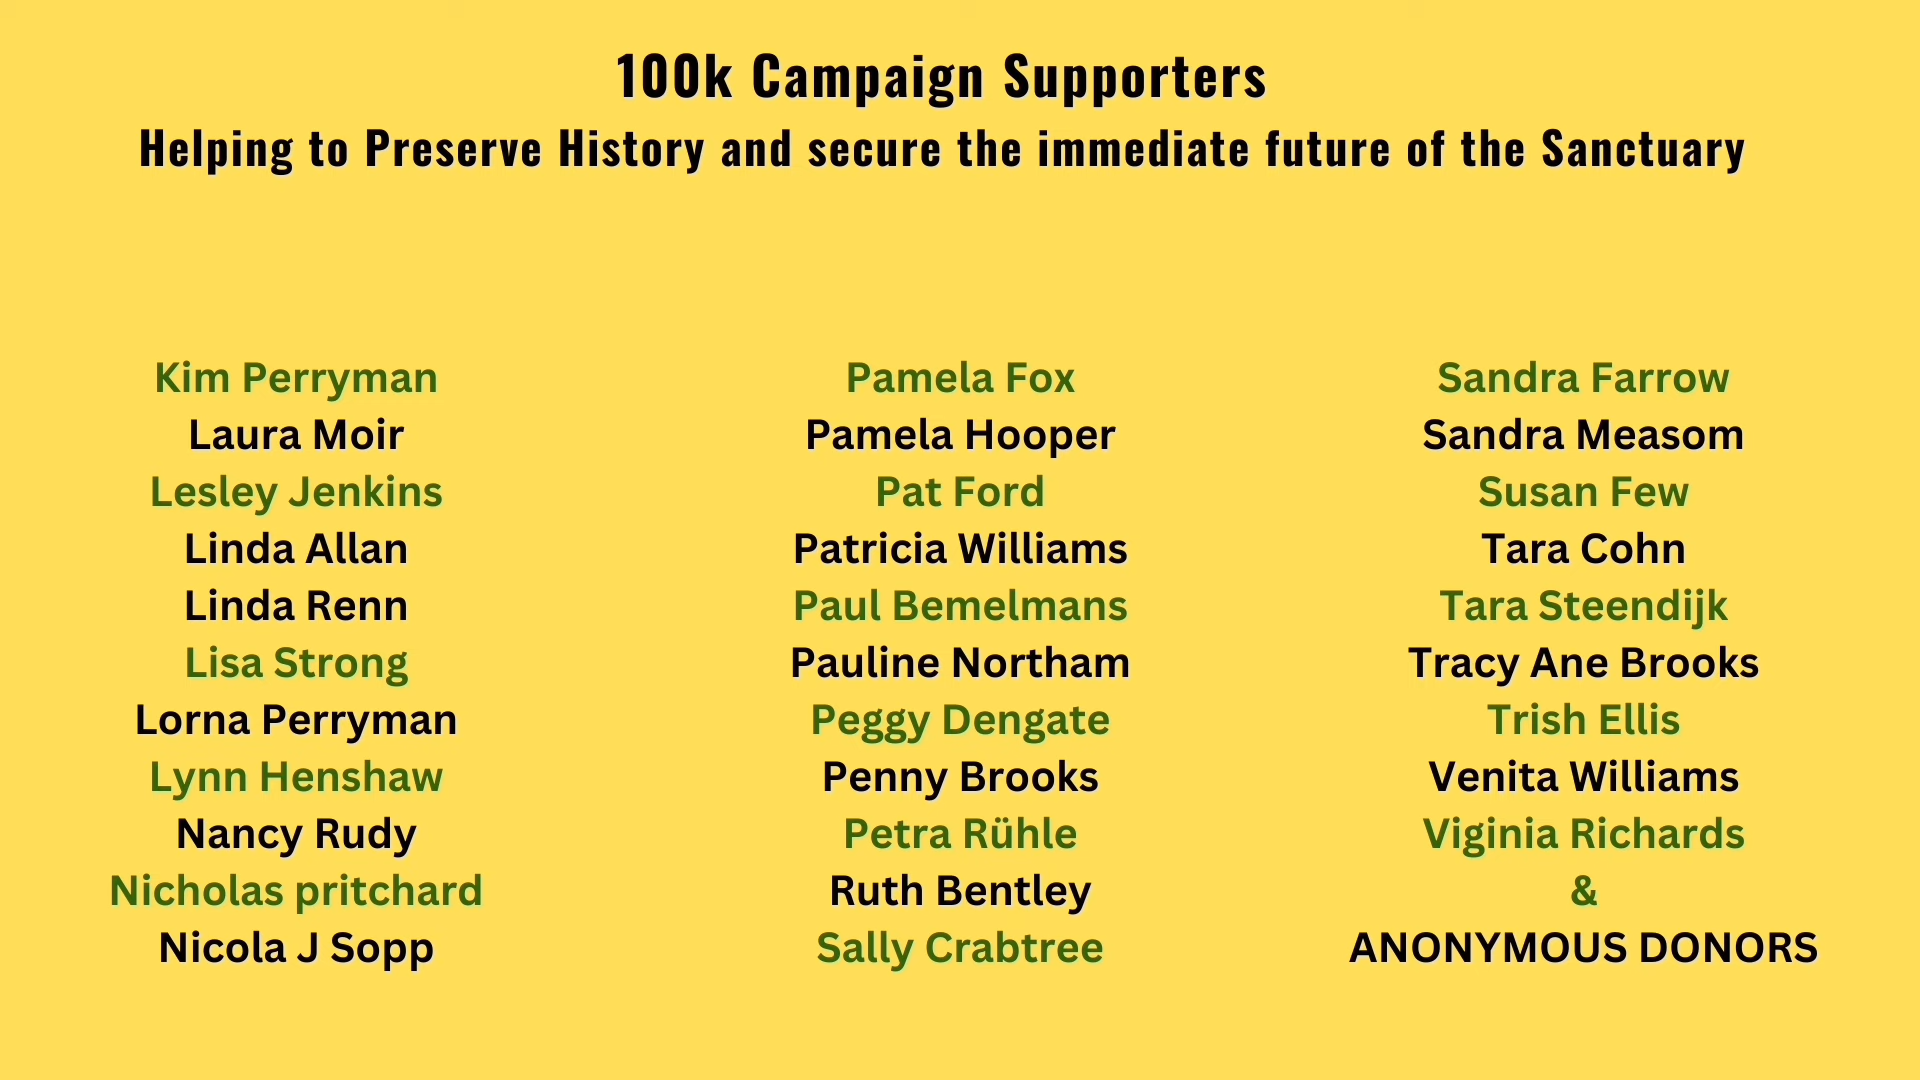 100k Campaign Supporters
Helping to Preserve History and secure the immediate future of the Sanctuary
Kim Perryman
Laura Moir
Lesley Jenkins
Linda Allan
Linda Renn
Lisa Strong
Lorna Perryman
Lynn Henshaw
Nancy Rudy
Nicholas pritchard
Nicola J Sopp
Pamela Fox
Pamela Hooper
Pat Ford
Patricia Williams
Paul Bemelmans
Pauline Northam
Peggy Dengate
Penny Brooks
Petra Rühle
Ruth Bentley
Sally Crabtree
Sandra Farrow
Sandra Measom
Susan Few
Tara Cohn
Tara Steendijk
Tracy Ane Brooks
Trish Ellis
Venita Williams
Viginia Richards
&
ANONYMOUS DONORS